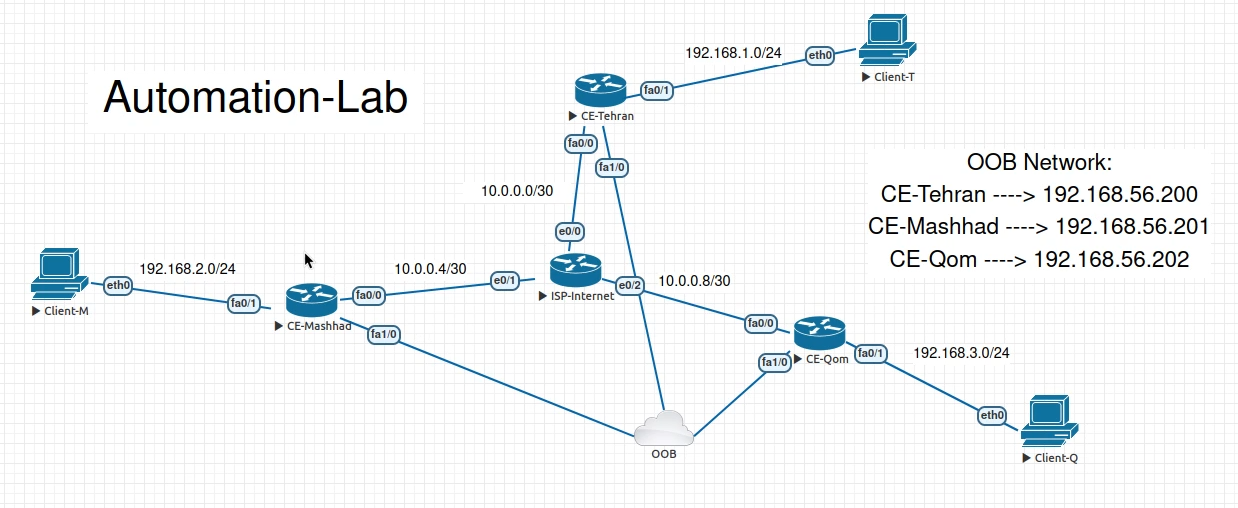 Automation-Lab
192.168.1.0/24
eth0
Client-T
fa0/1
CE-Tehran
fa0/0
fa1/0
OOB Network:
CE-Tehran ----> 192.168.56.200
CE-Mashhad ----> 192.168.56.201
CE-Qom ----> 192.168.56.202
10.0.0.0/30
e0/0
192.168.2.0/24
eth0
Client-M
fa0/1
CE-Mashhad
fa0/0
fa1/0
10.0.0.4/30
e0/1
ISP-Internet
e0/2
10.0.0.8/30
fa0/0
fa1/0
CE-Qom
fa0/1
192.168.3.0/24
eth0
Client-Q
OOB